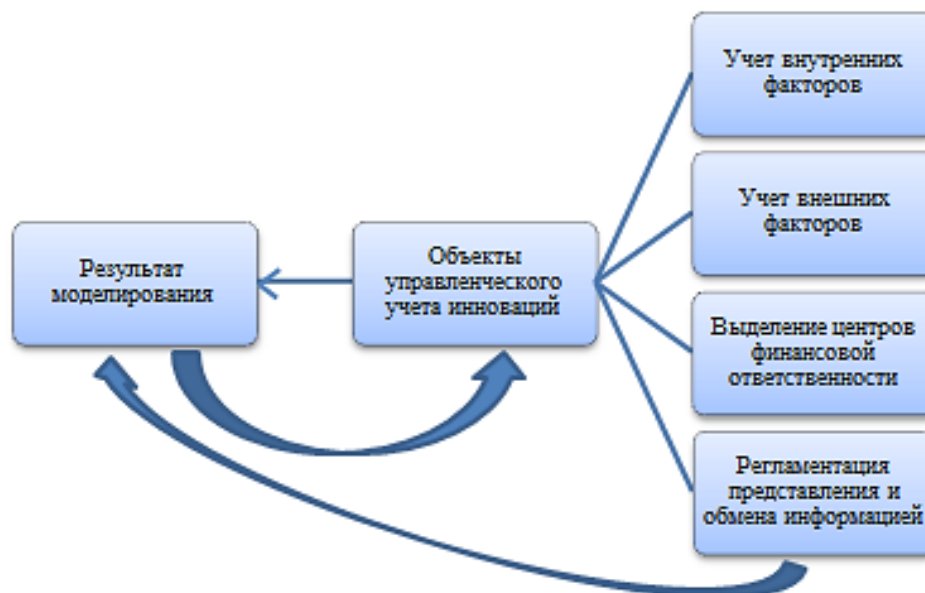 Результат
моделирования
Объекты
управленческого
учета инноваций
Учет внутренних
факторов
Учет внешних
факторов
Выделение центров
финансовой
ответственности
Регламентация
представления и
обмена информацией